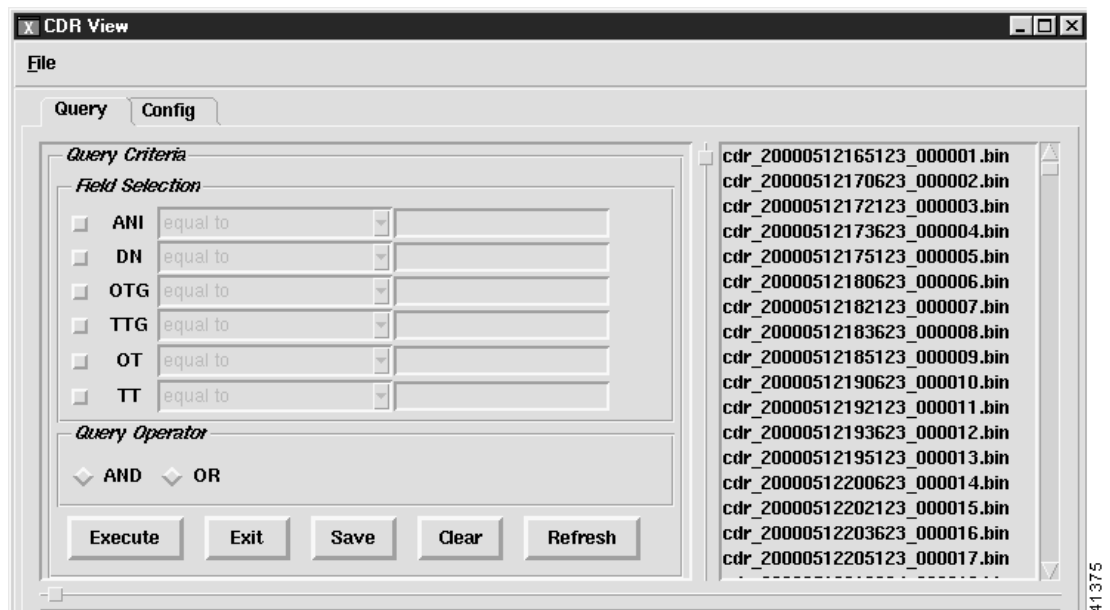 X CDR View
File
Query Config
Query Criteria
Field Selection
ANI equal to
DN equal to
OTG equal to
TTG equal to
OT equal to
TT equal to
Query Operator
AND OR
Execute Exit Save Clear Refresh
cdr_20000512165123_000001.bin
cdr_20000512170623_000002.bin
cdr_20000512172123_000003.bin
cdr_20000512173623_000004.bin
cdr_20000512175123_000005.bin
cdr_20000512180623_000006.bin
cdr_20000512182123_000007.bin
cdr_20000512183623_000008.bin
cdr_20000512185123_000009.bin
cdr_20000512190623_000010.bin
cdr_20000512192123_000011.bin
cdr_20000512193623_000012.bin
cdr_20000512195123_000013.bin
cdr_20000512200623_000014.bin
cdr_20000512202123_000015.bin
cdr_20000512203623_000016.bin
cdr_20000512205123_000017.bin
41375